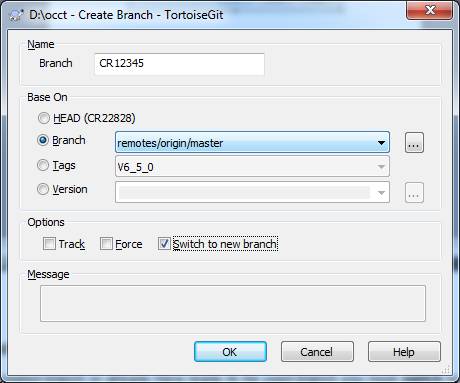 D:\occt - Create Branch - TortoiseGit
Name
Branch CR12345
Base On
HEAD (CR22828)
Branch remotes/origin/master ...
Tags V6_5_0
Version ...
Options
Track Force Switch to new branch
Message
OK Cancel Help